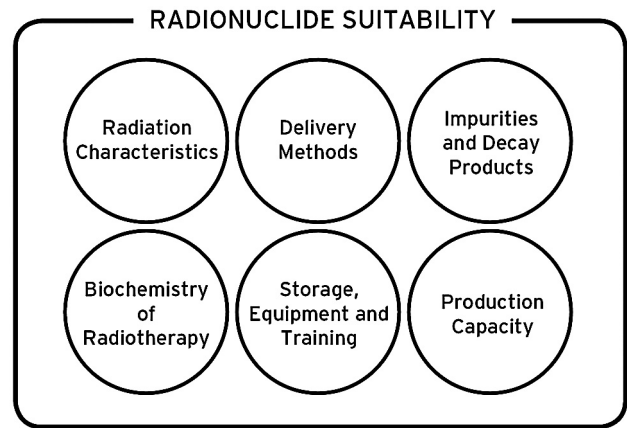 RADIONUCLIDE SUITABILITY
Radiation
Characteristics
Delivery
Methods
Impurities
and Decay
Products
Biochemistry
of
Radiotherapy
Storage,
Equipment and
Training
Production
Capacity